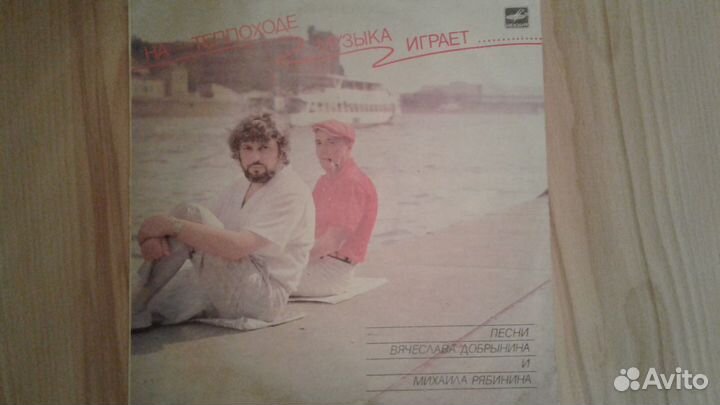 НА ТЕПЛОХОДЕ МУЗЫКА ИГРАЕТ ............
ПЕСНИ
ВЯЧЕСЛАВА ДОБРЫНИНА
И
МИХАИЛА РЯБИНИНА
Avito